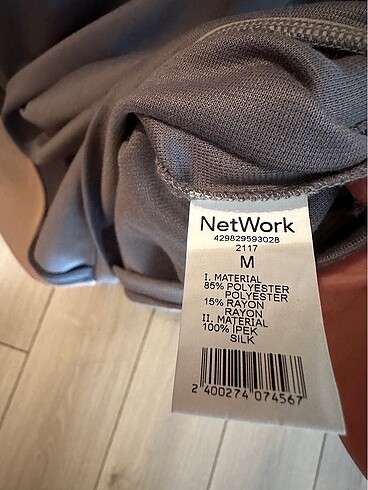 NetWork
429829593028
2117
M
I. MATERIAL
85% POLYESTER
POLYESTER
15% RAYON
RAYON
II. MATERIAL
100% IPEK
SILK
2 400274 074567